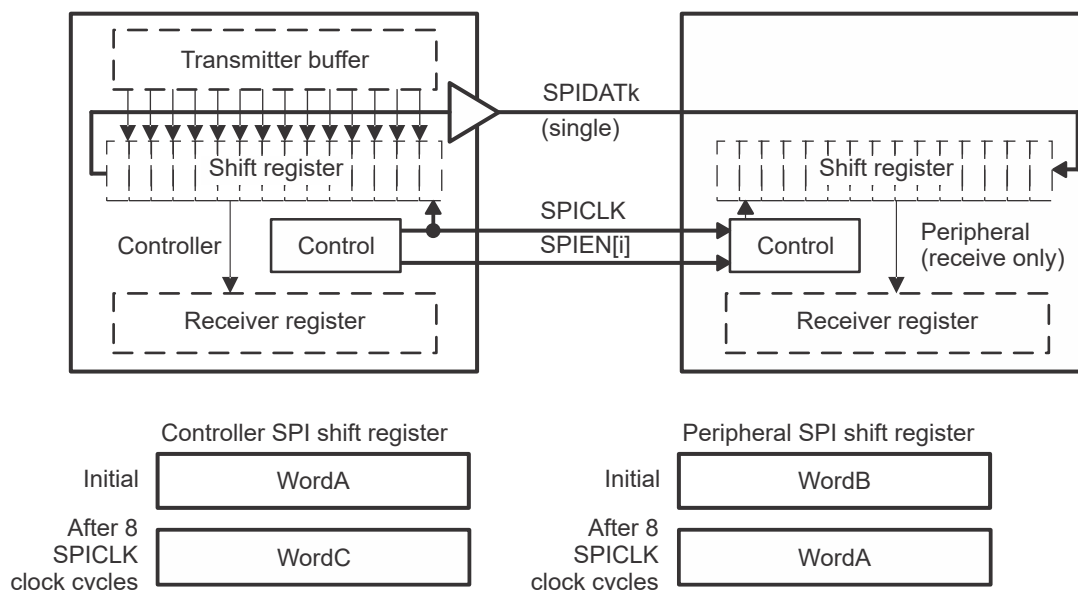 Transmitter buffer
SPIDATk
(single)
Shift register
Shift register
SPICLK
Controller
Control
SPIEN[i]
Control
Peripheral
(receive only)
Receiver register
Receiver register
Controller SPI shift register
Peripheral SPI shift register
Initial
WordA
Initial
WordB
After 8
SPICLK
clock cycles
WordC
After 8
SPICLK
clock cycles
WordA